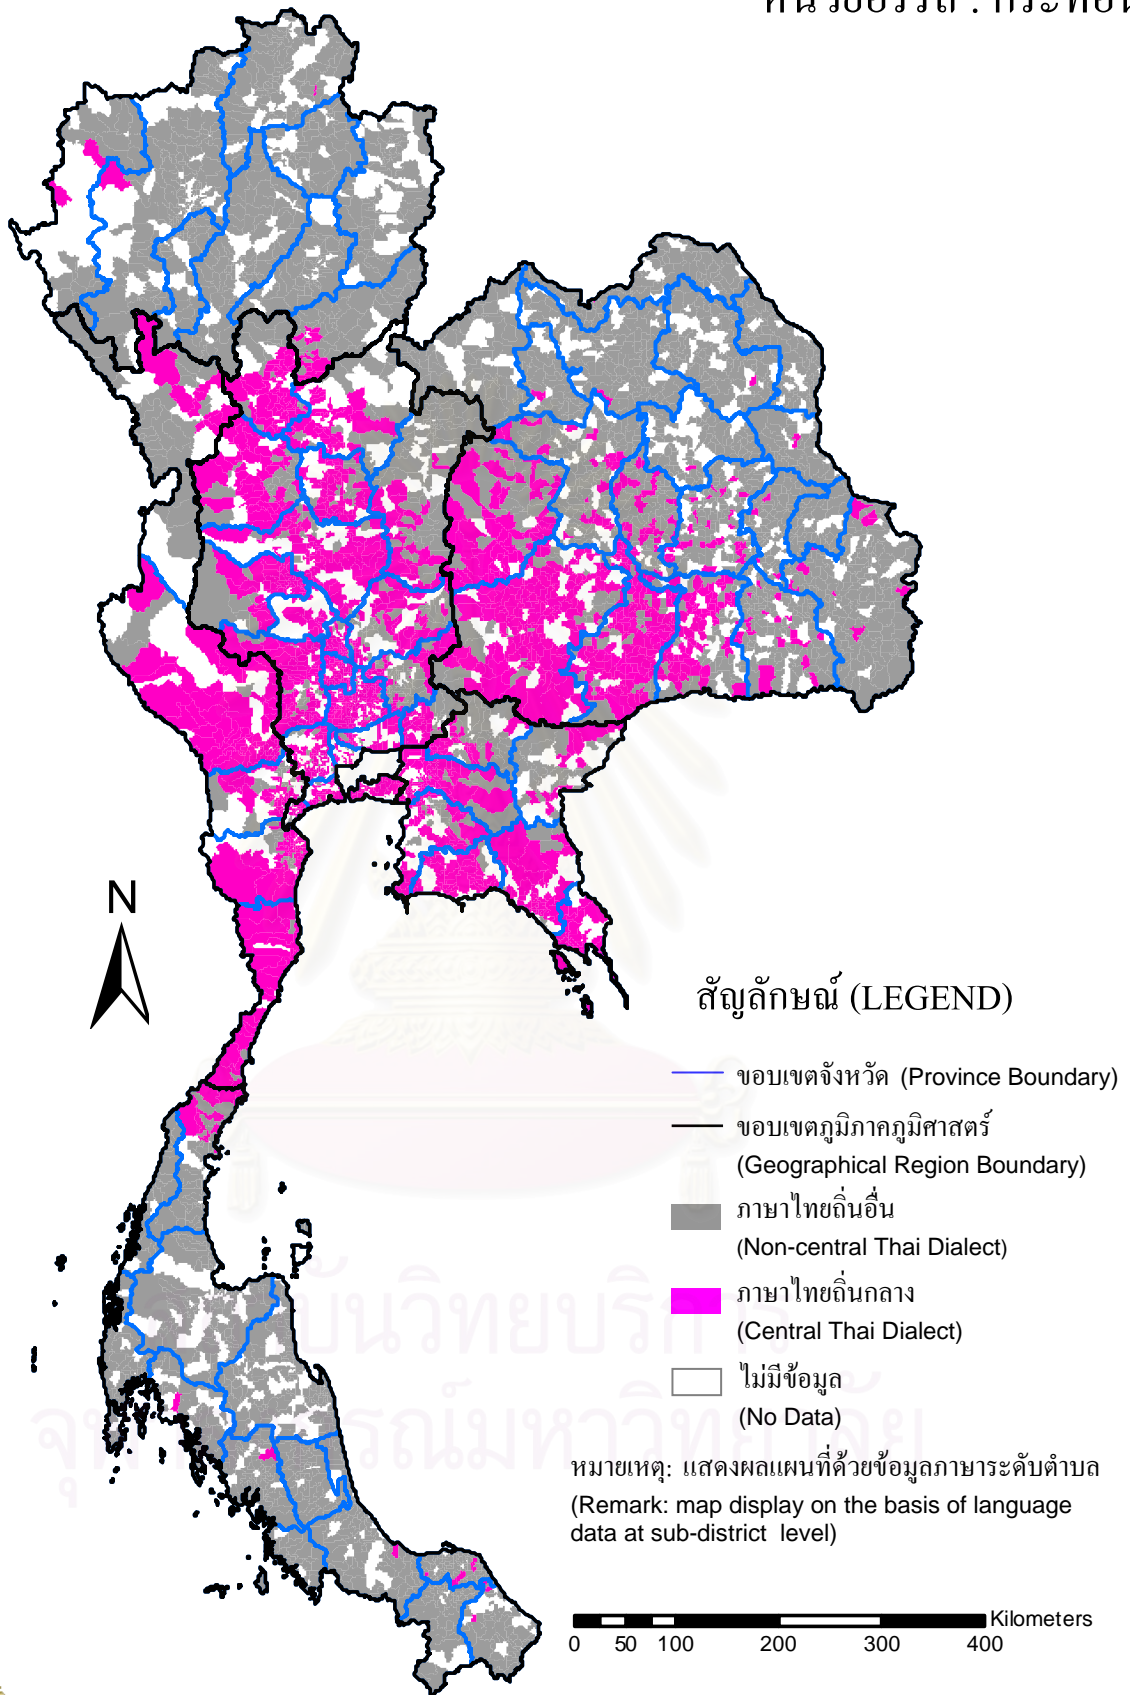 N
สัญลักษณ์ (LEGEND)
ขอบเขตจังหวัด (Province Boundary)
ขอบเขตภูมิภาคภูมิศาสตร์
(Geographical Region Boundary)
ภาษาไทยถิ่นอื่น
(Non-central Thai Dialect)
ภาษาไทยถิ่นกลาง
(Central Thai Dialect)
ไม่มีข้อมูล
(No Data)
หมายเหตุ: แสดงผลแผนที่ด้วยข้อมูลภาษาระดับตำบล
(Remark: map display on the basis of language
data at sub-district level)
Kilometers
0 50 100 200 300 400